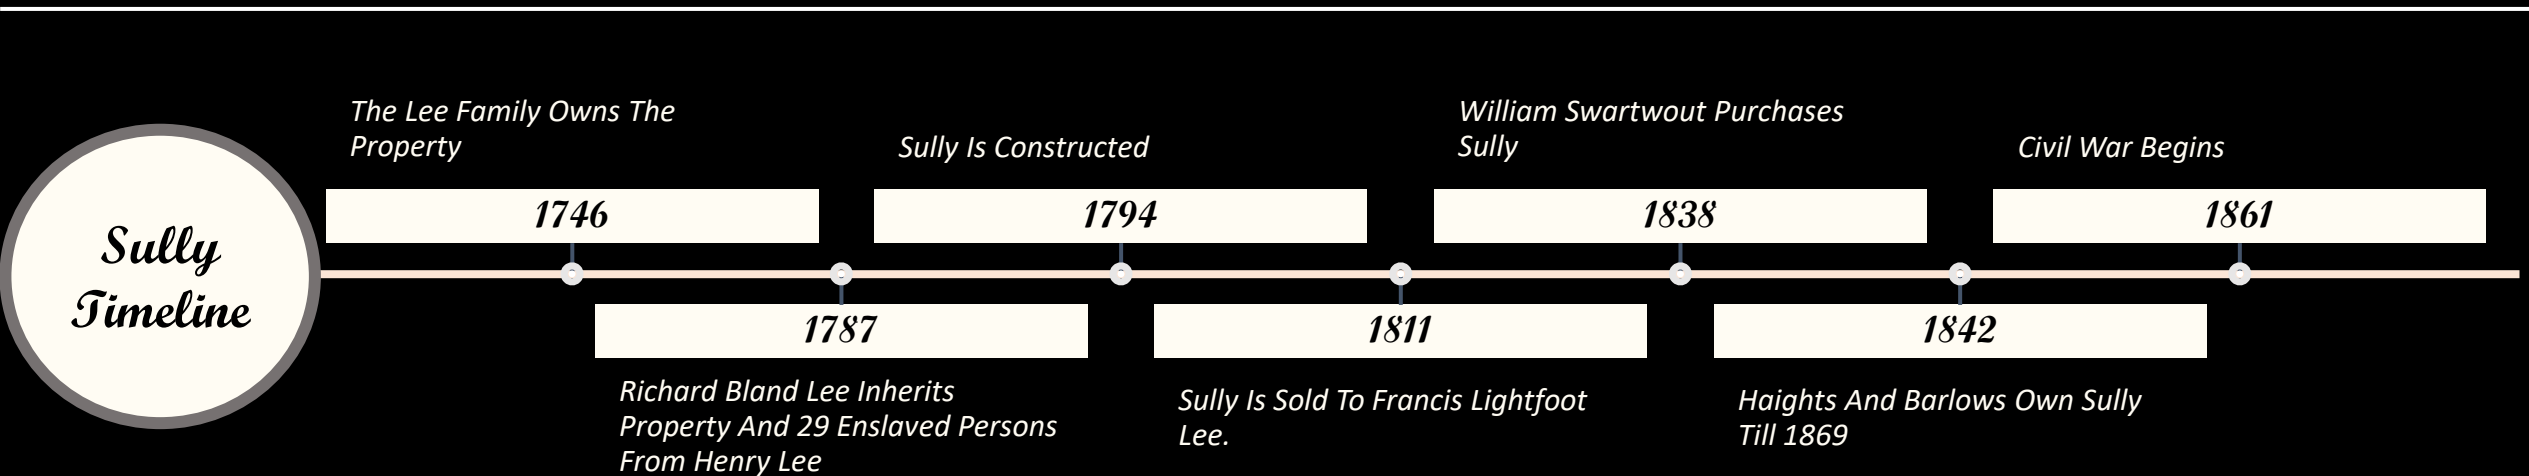 Sully
Timeline
The Lee Family Owns The
Property
1746
1787
Richard Bland Lee Inherits
Property And 29 Enslaved Persons
From Henry Lee
Sully Is Constructed
1794
1811
Sully Is Sold To Francis Lightfoot
Lee.
William Swartwout Purchases
Sully
1838
1842
Haights And Barlows Own Sully
Till 1869
Civil War Begins
1861